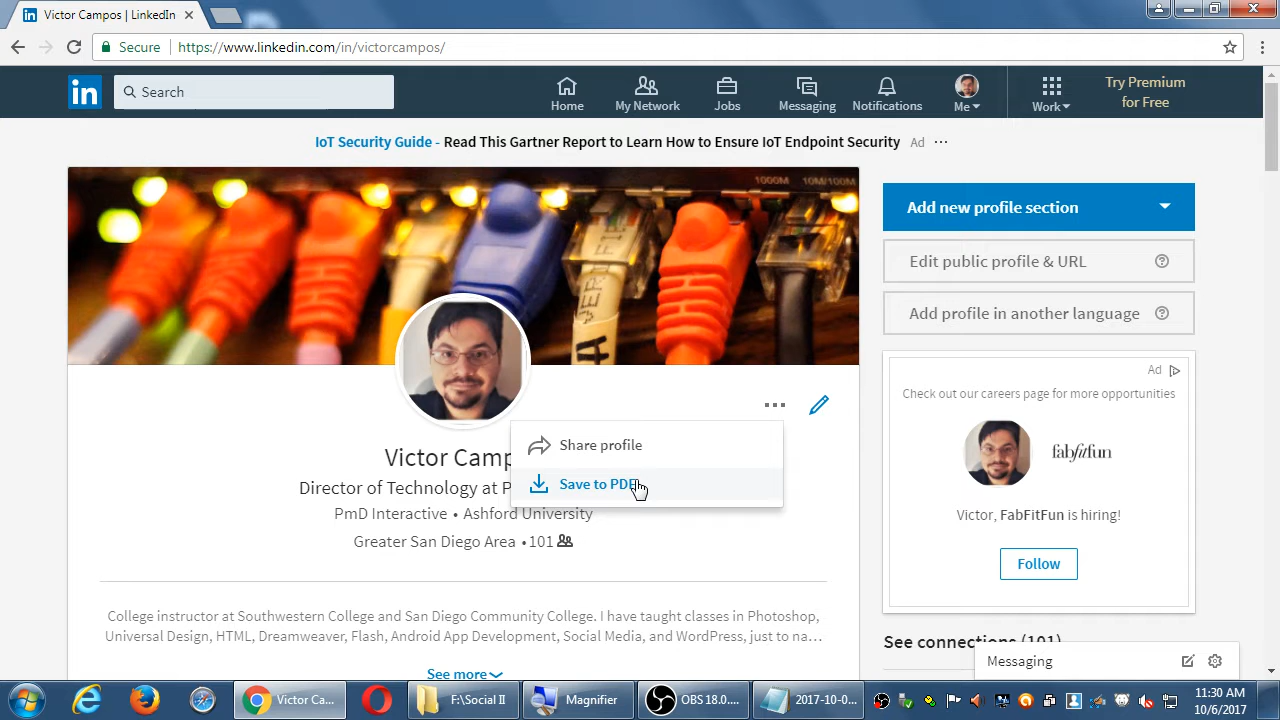 Victor Campos | LinkedIn
Secure
https://www.linkedin.com/in/victorcampos/
in
Search
Home
My Network
Jobs
Messaging
Notifications
Me
Work
Try Premium
for Free
IoT Security Guide - Read This Gartner Report to Learn How to Ensure IoT Endpoint Security Ad ...
1000M 10M/100M
Add new profile section
Edit public profile & URL
Add profile in another language
Ad
Check out our careers page for more opportunities
fabfitfun
Victor, FabFitFun is hiring!
Follow
See connections (101)
Share profile
Save to PDF
Victor Camp
Director of Technology at P
PmD Interactive • Ashford University
Greater San Diego Area • 101
College instructor at Southwestern College and San Diego Community College. I have taught classes in Photoshop,
Universal Design, HTML, Dreamweaver, Flash, Android App Development, Social Media, and WordPress, just to na...
See more
Messaging
Victor Ca...
F:\Social II
Magnifier
OBS 18.0....
2017-10-0...
11:30 AM
10/6/2017